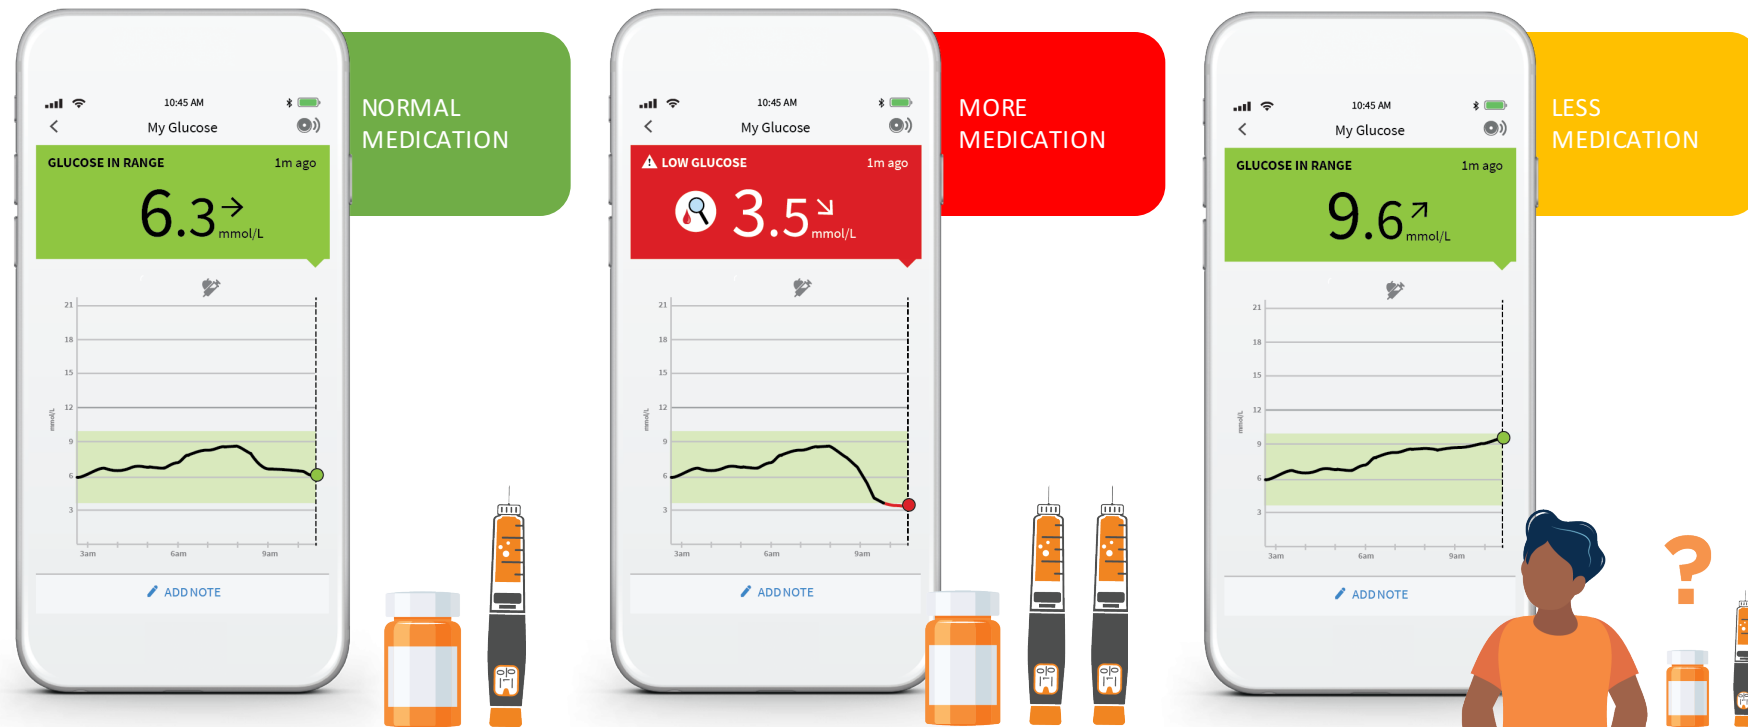 10:45 AM
My Glucose
GLUCOSE IN RANGE 1m ago
6.3
mmol/L
21
18
15
12
mmol/L
9
6
3
3am 6am 9am
ADD NOTE
NORMAL
MEDICATION
10:45 AM
My Glucose
LOW GLUCOSE 1m ago
3.5
mmol/L
21
18
15
12
mmol/L
9
6
3
3am 6am 9am
ADD NOTE
MORE
MEDICATION
10:45 AM
My Glucose
GLUCOSE IN RANGE 1m ago
9.6
mmol/L
21
18
15
12
mmol/L
9
6
3
3am 6am 9am
ADD NOTE
LESS
MEDICATION
?